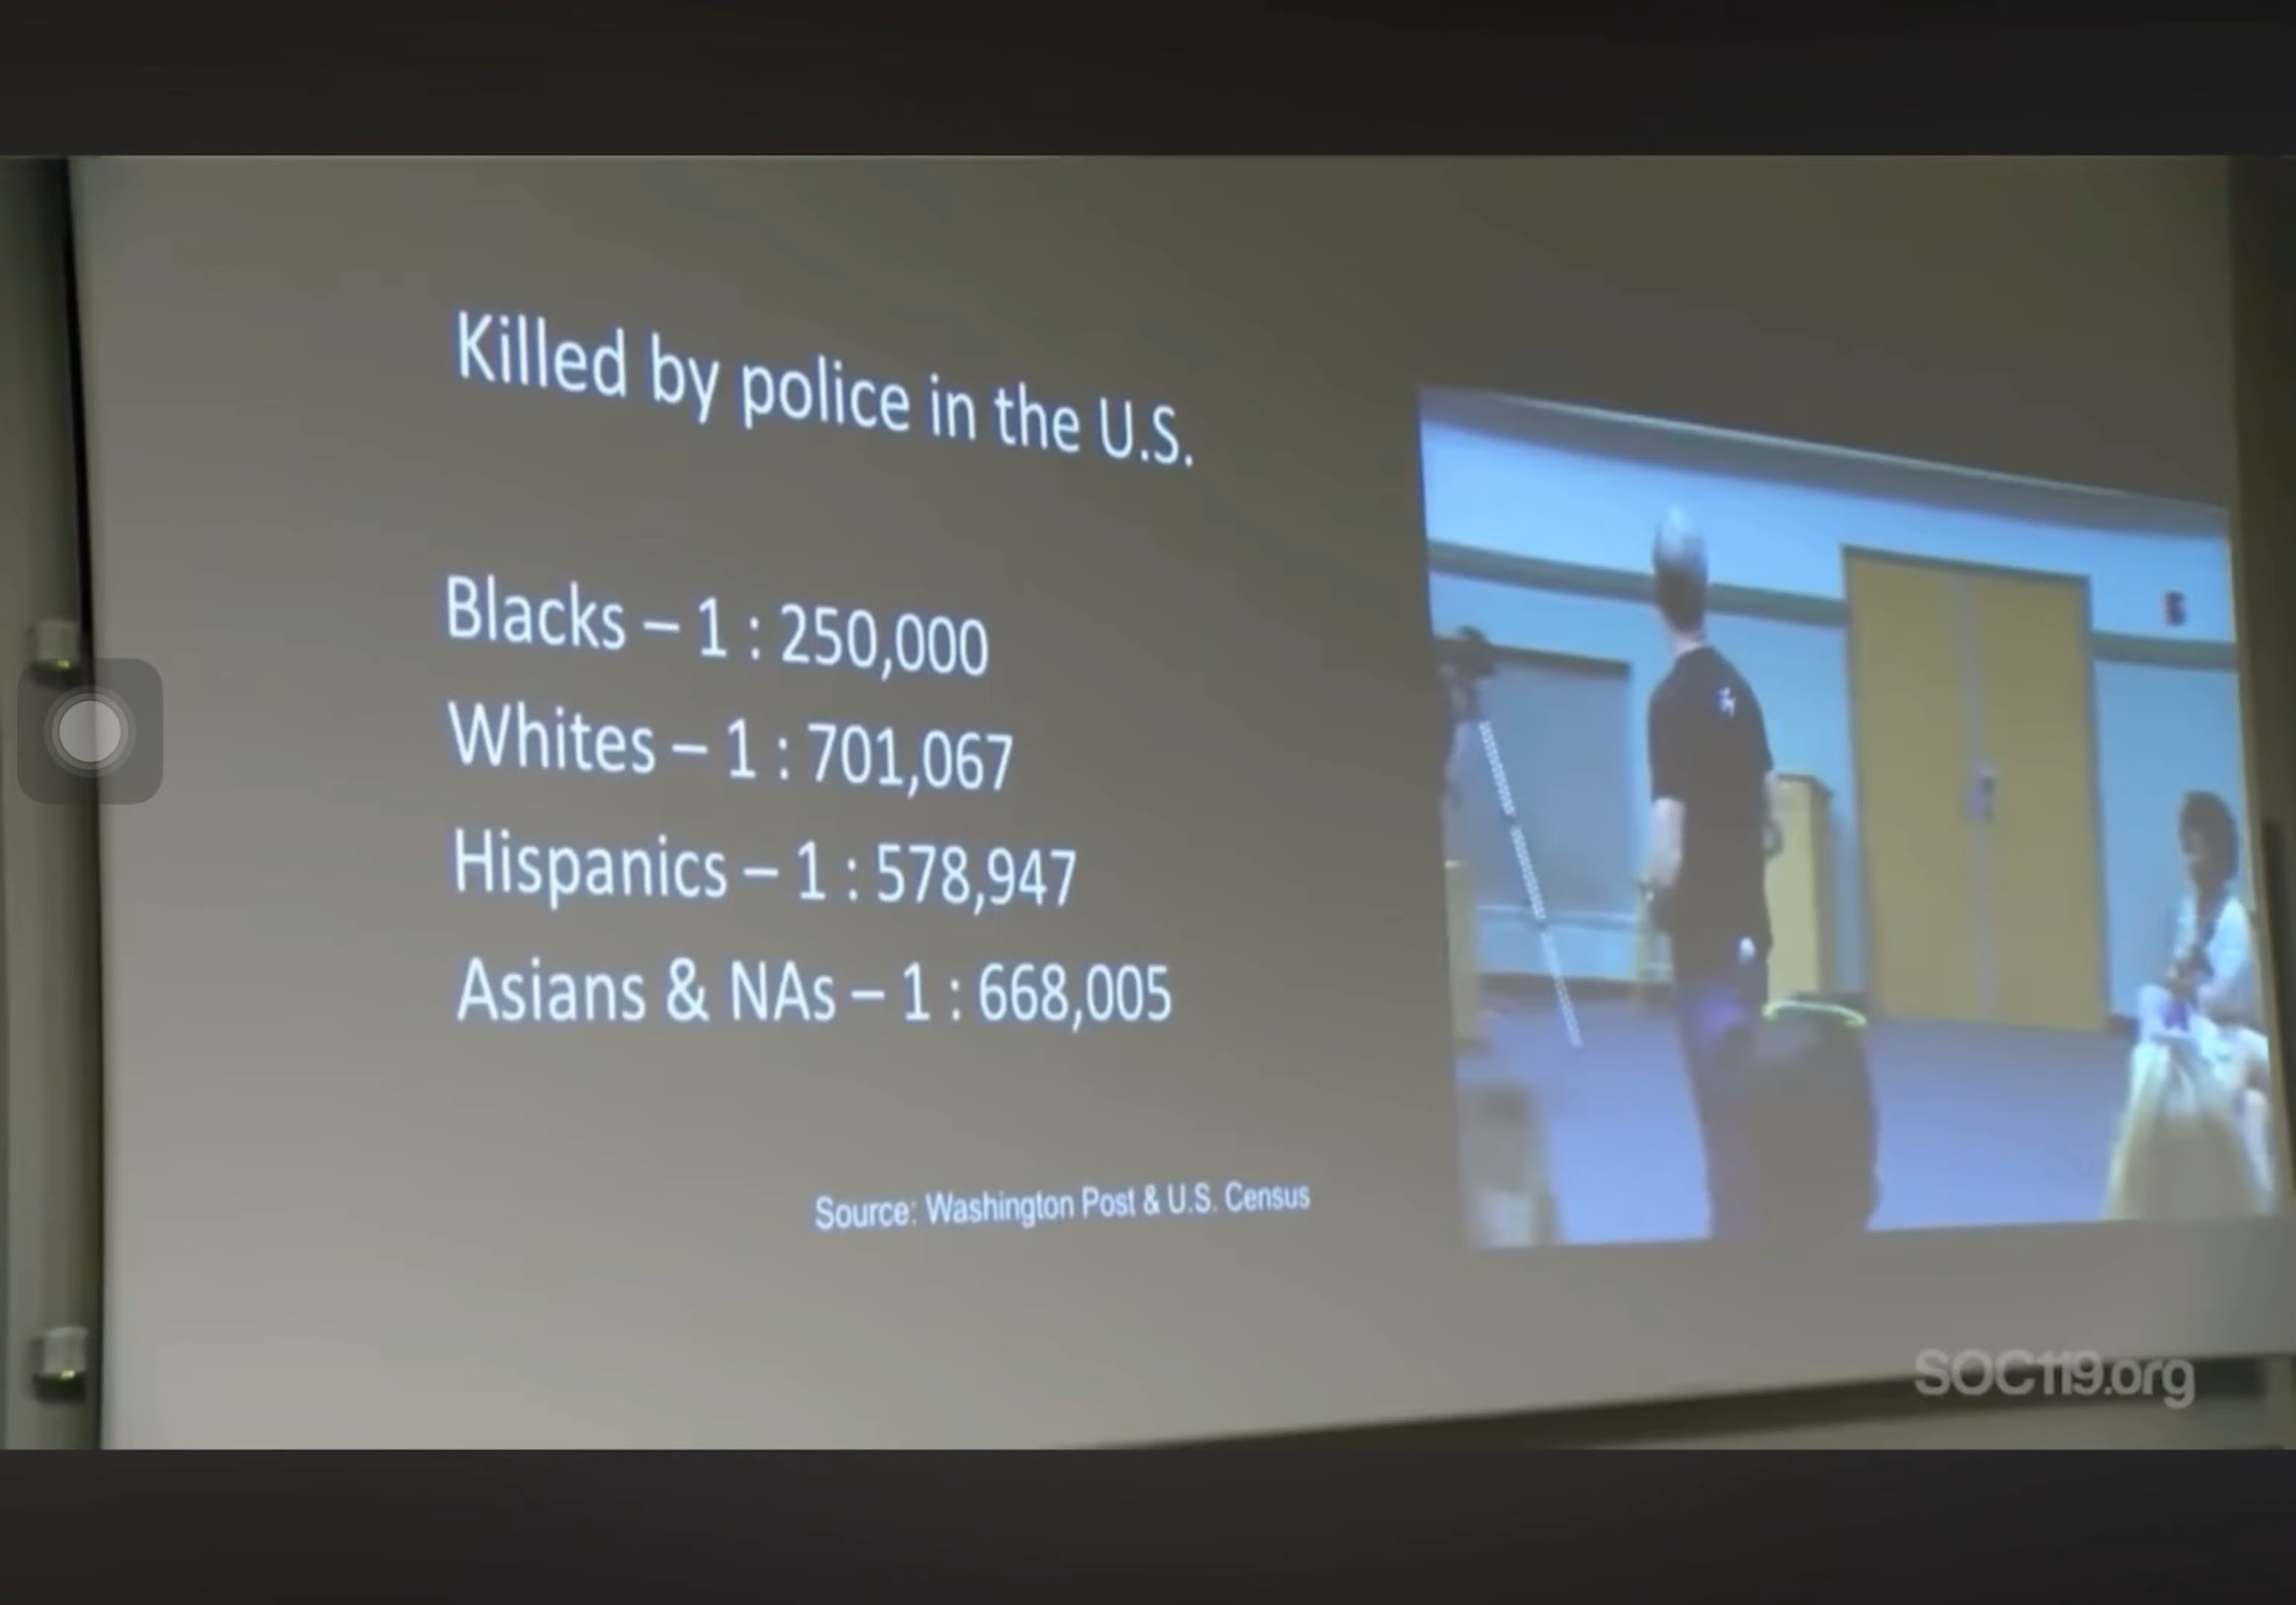 Killed by police in the U.S.
Blacks – 1 : 250,000
Whites – 1 : 701,067
Hispanics – 1 : 578,947
Asians & NAs – 1 : 668,005
Source: Washington Post & U.S. Census
SOC119.org